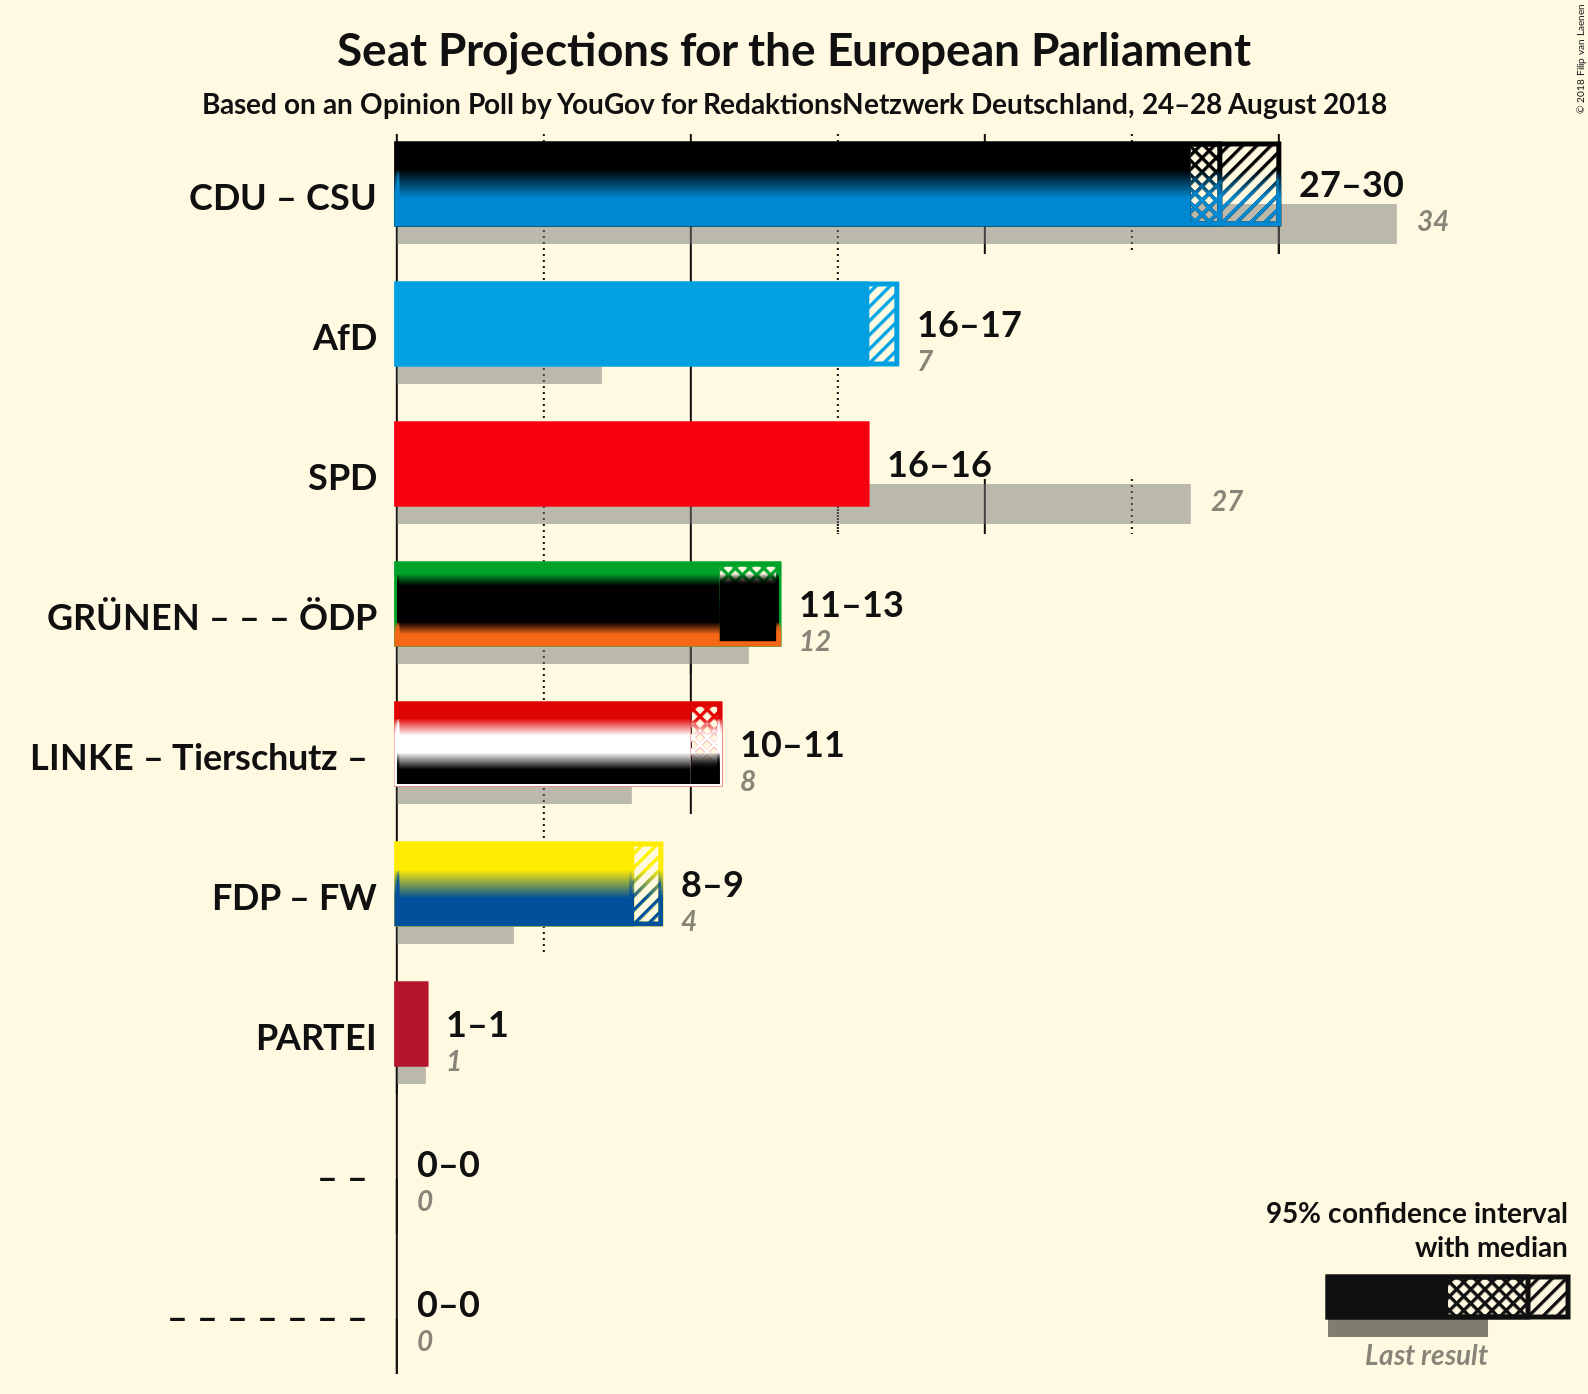 Seat Projections for the European Parliament
Based on an Opinion Poll by YouGov for RedaktionsNetzwerk Deutschland, 24–28 August 2018
© 2018 Filip van Laenen
CDU – CSU
27–30
34
AfD
16–17
7
SPD
16–16
27
GRÜNEN – – – ÖDP
11–13
12
LINKE – Tierschutz –
10–11
8
FDP – FW
8–9
4
PARTEI
1–1
1
– –
0–0
0
– – – – – – –
0–0
0
95% confidence interval
with median
Last result